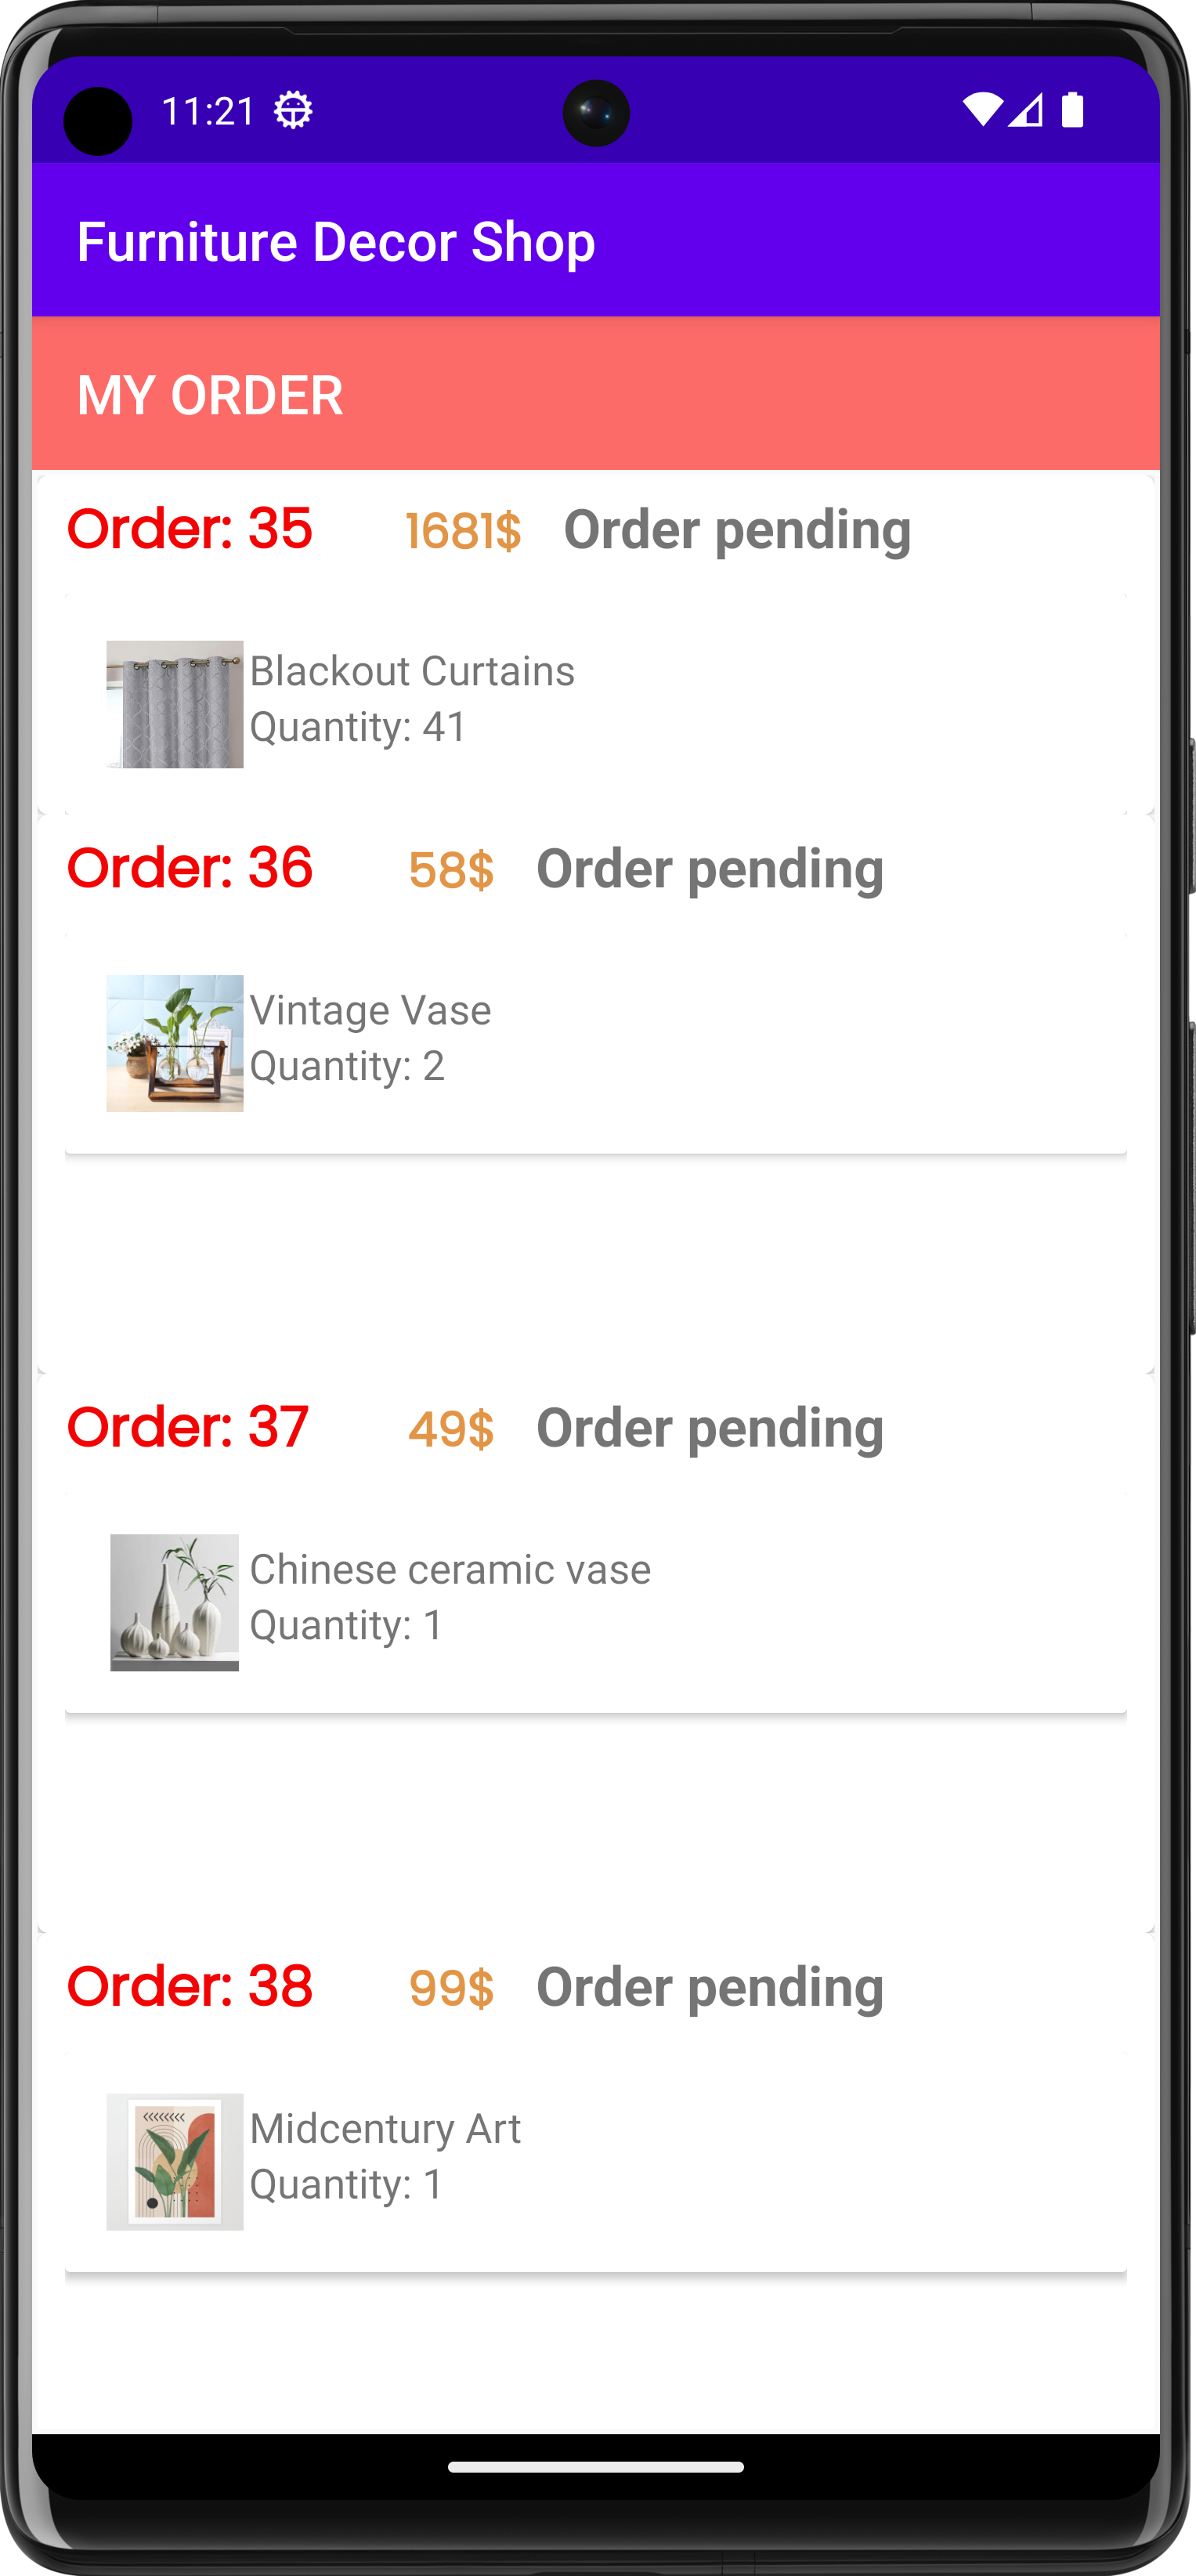 11:21
Furniture Decor Shop
MY ORDER
Order: 35 1681$ Order pending
Blackout Curtains
Quantity: 41
Order: 36 58$ Order pending
Vintage Vase
Quantity: 2
Order: 37 49$ Order pending
Chinese ceramic vase
Quantity: 1
Order: 38 99$ Order pending
Midcentury Art
Quantity: 1